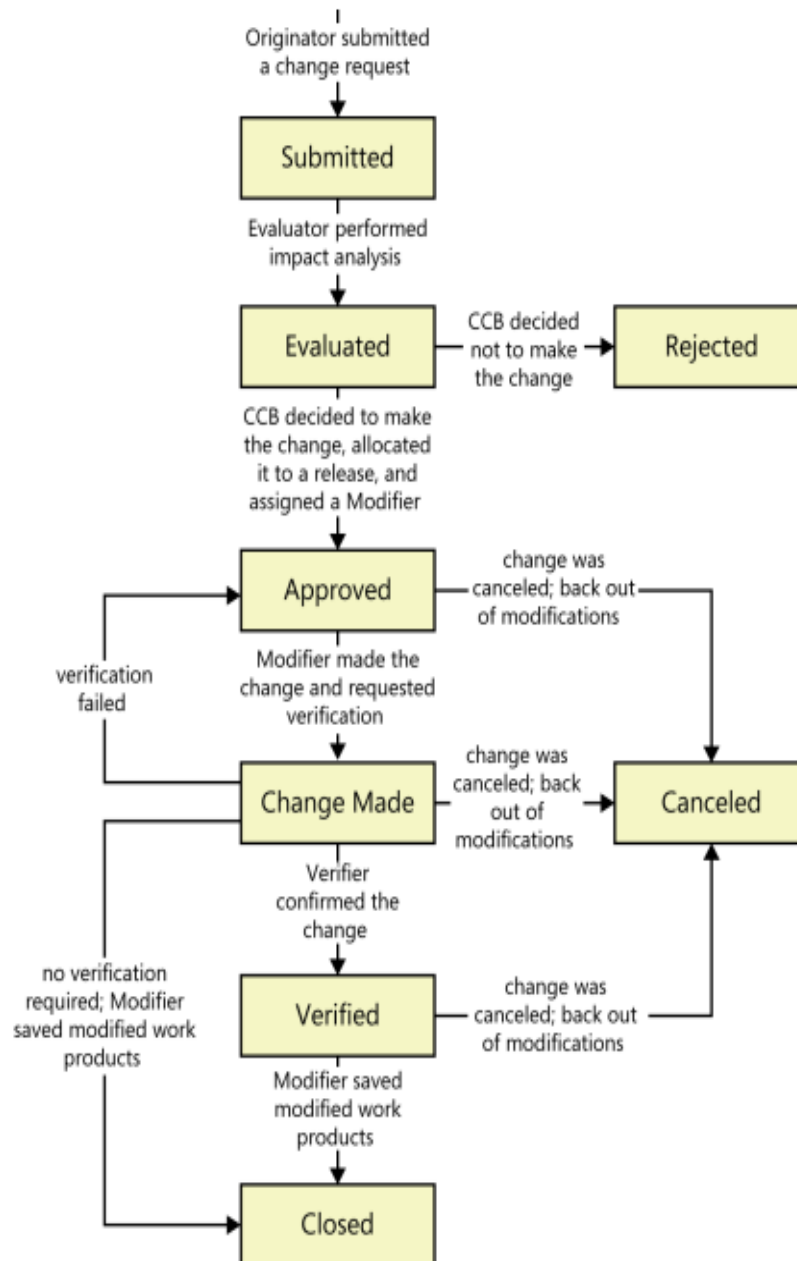 Originator submitted
a change request
Submitted
Evaluator performed
impact analysis
Evaluated
CCB decided
not to make
the change
Rejected
CCB decided to make
the change, allocated
it to a release, and
assigned a Modifier
Approved
change was
canceled; back out
of modifications
verification
failed
Modifier made the
change and requested
verification
Change Made
change was
canceled; back
out of
modifications
Canceled
Verifier
confirmed the
change
no verification
required; Modifier
saved modified work
products
Verified
change was
canceled; back out
of modifications
Modifier saved
modified work
products
Closed